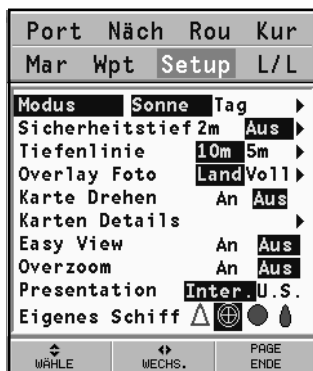 Port Näch Rou Kur
Mar Wpt Setup L/L
Modus Sonne Tag
Sicherheitstief 2m Aus
Tiefenlinie 10m 5m
Overlay Foto Land Voll
Karte Drehen An Aus
Karten Details
Easy View An Aus
Overzoom An Aus
Presentation Inter. U.S.
Eigenes Schiff
WÄHLE WECHS. PAGE
ENDE